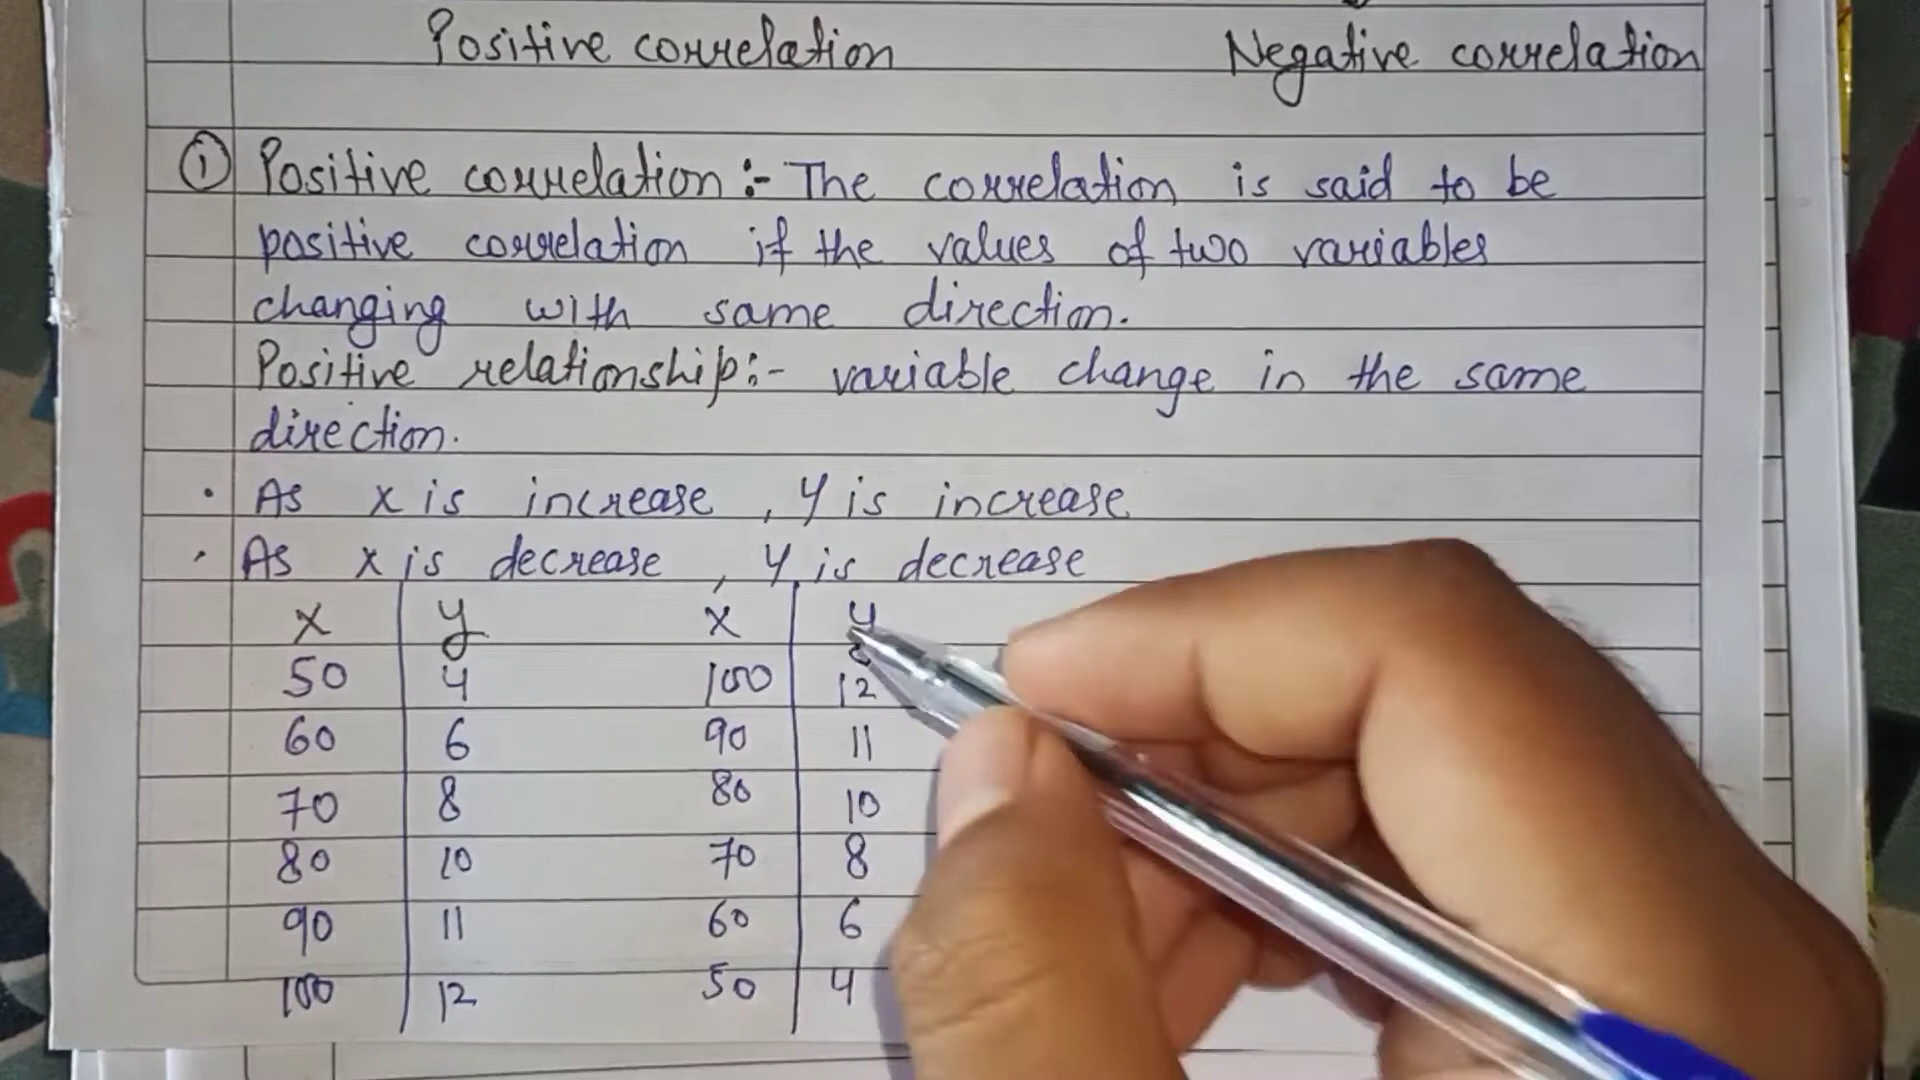 Positive correlation Negative correlation
① Positive correlation :- The correlation is said to be
positive correlation if the values of two variables
changing with same direction.
Positive relationship:- variable change in the same
direction.
· As x is increase , y is increase
· As x is decrease , y is decrease
x y x y
50 4 100 12
60 6 90 11
70 8 80 10
80 10 70 8
90 11 60 6
100 12 50 4